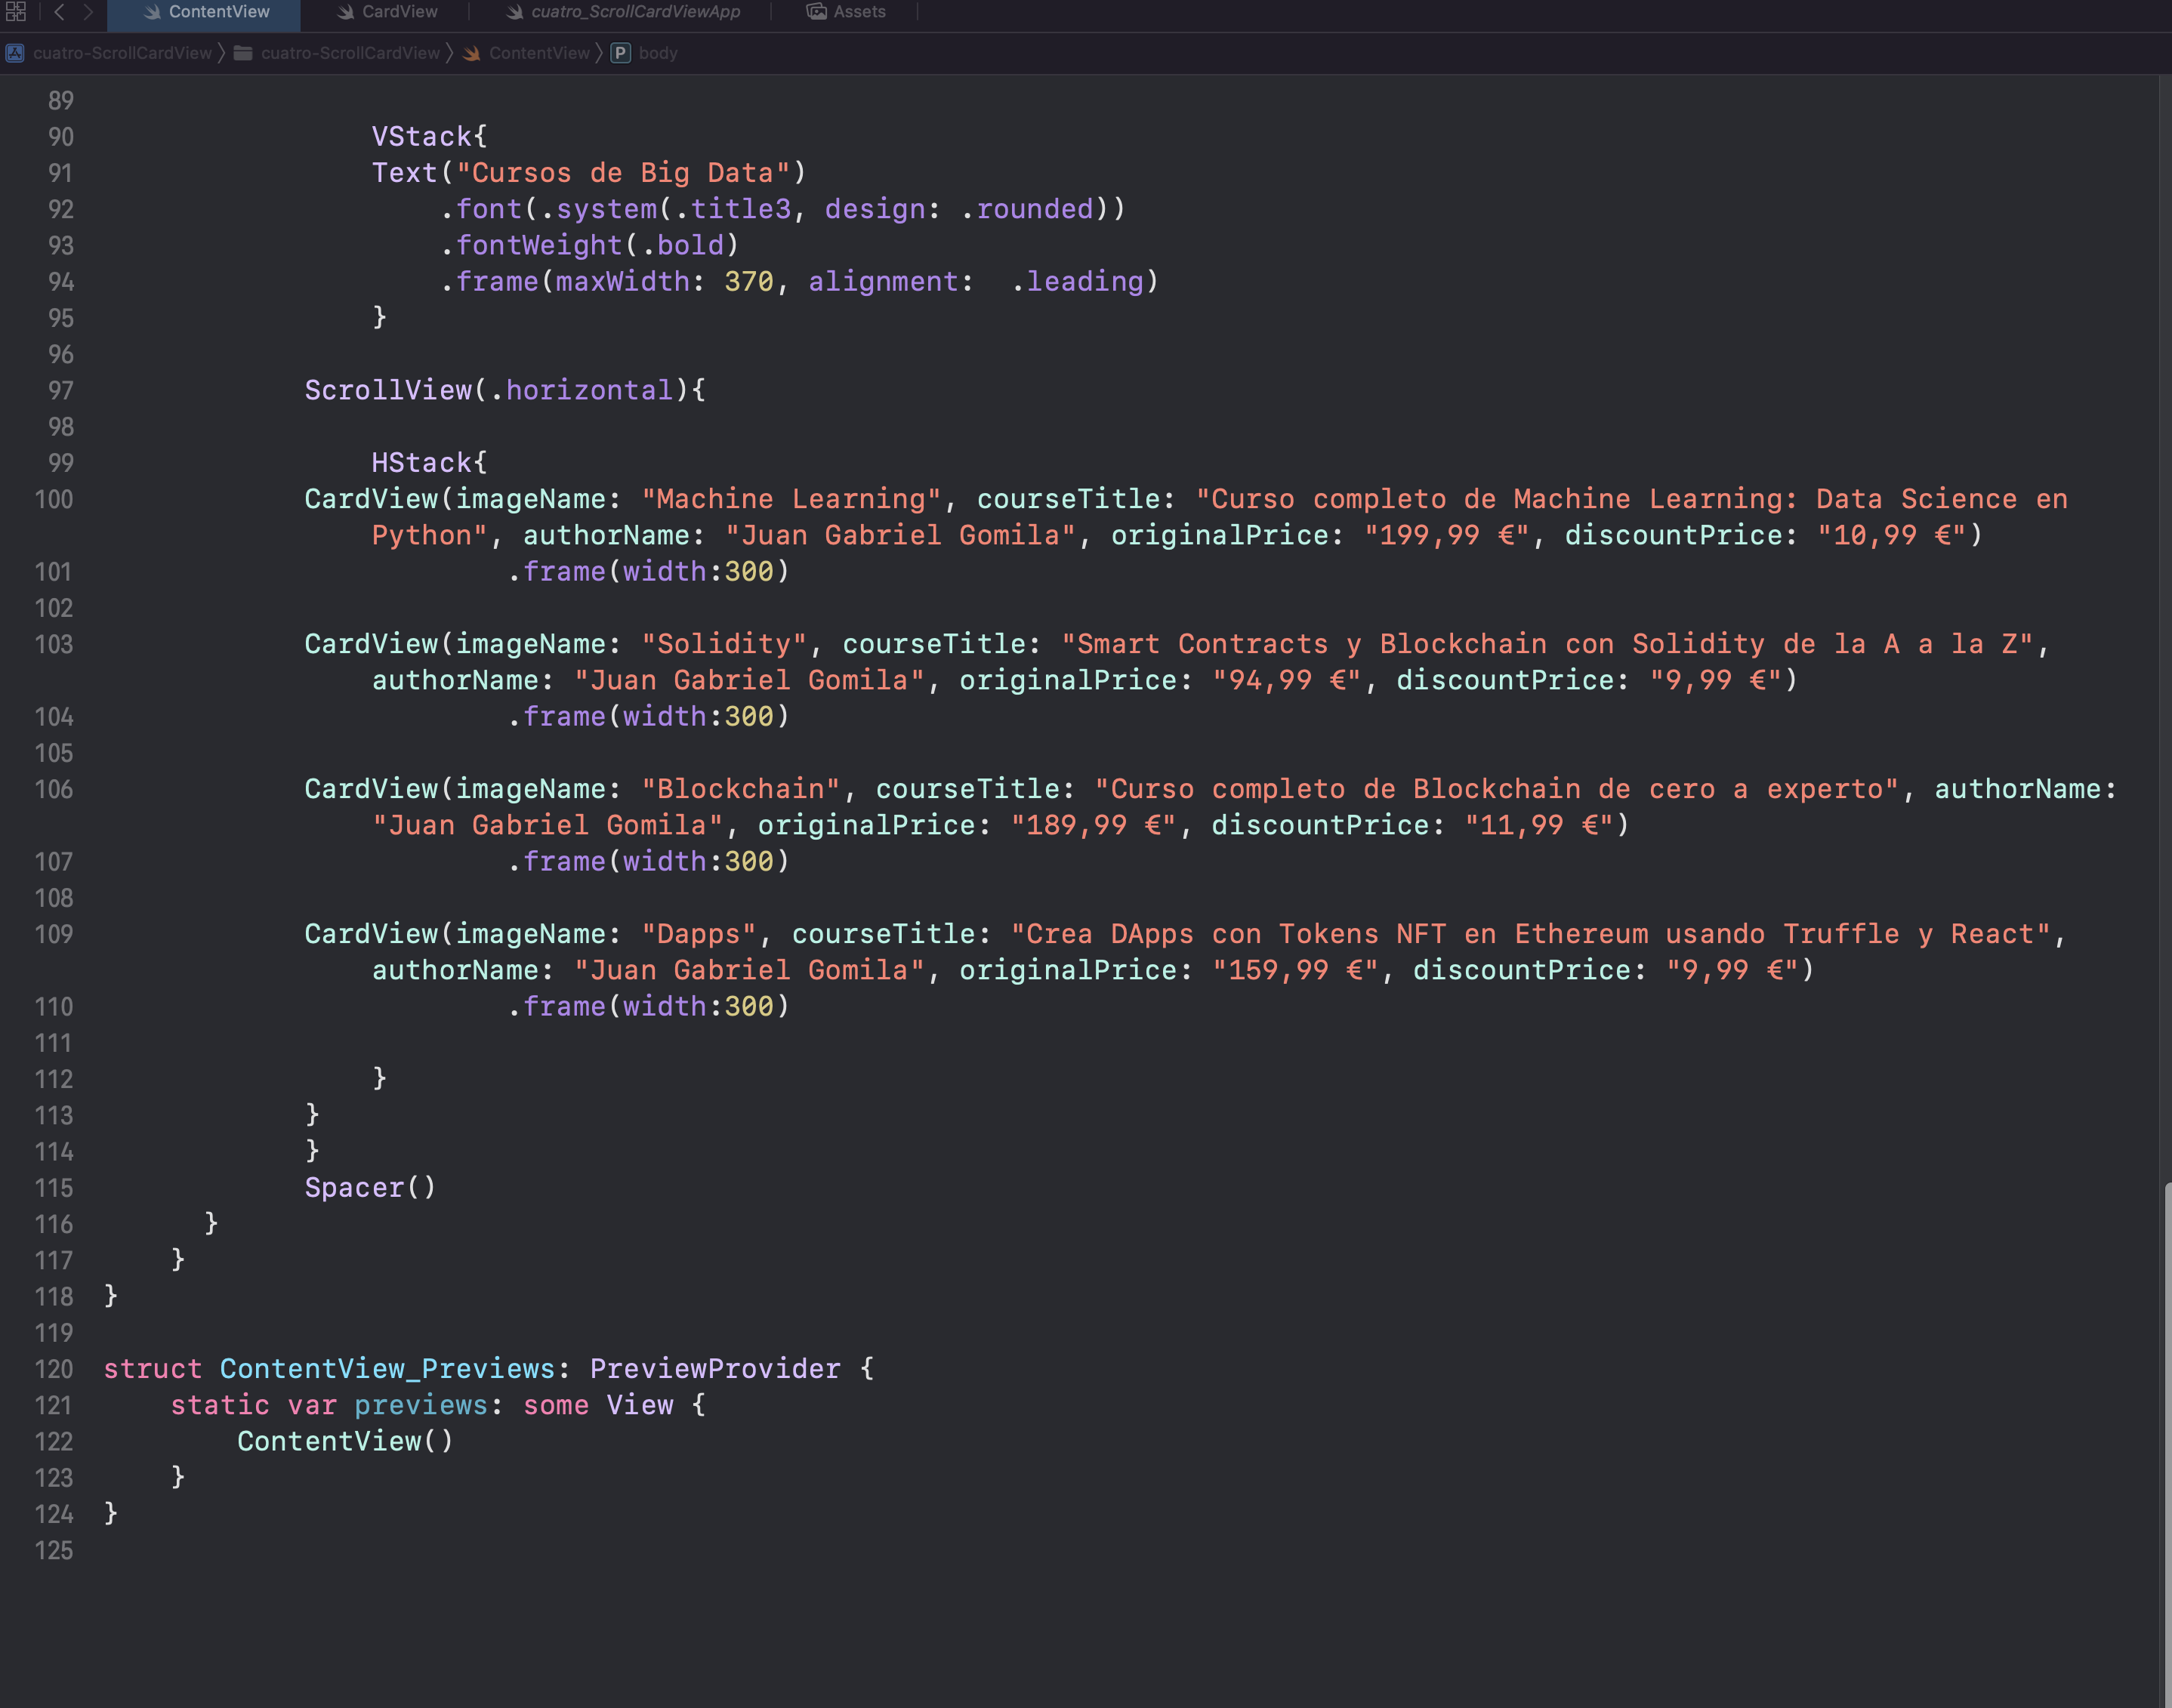 ContentView CardView cuatro_ScrollCardViewApp Assets
cuatro-ScrollCardView cuatro-ScrollCardView ContentView P body
89
90 VStack{
91 Text("Cursos de Big Data")
92 .font(.system(.title3, design: .rounded))
93 .fontWeight(.bold)
94 .frame(maxWidth: 370, alignment:  .leading)
95 }
96
97 ScrollView(.horizontal){
98
99 HStack{
100 CardView(imageName: "Machine Learning", courseTitle: "Curso completo de Machine Learning: Data Science en
Python", authorName: "Juan Gabriel Gomila", originalPrice: "199,99 €", discountPrice: "10,99 €")
101 .frame(width:300)
102
103 CardView(imageName: "Solidity", courseTitle: "Smart Contracts y Blockchain con Solidity de la A a la Z",
authorName: "Juan Gabriel Gomila", originalPrice: "94,99 €", discountPrice: "9,99 €")
104 .frame(width:300)
105
106 CardView(imageName: "Blockchain", courseTitle: "Curso completo de Blockchain de cero a experto", authorName:
"Juan Gabriel Gomila", originalPrice: "189,99 €", discountPrice: "11,99 €")
107 .frame(width:300)
108
109 CardView(imageName: "Dapps", courseTitle: "Crea DApps con Tokens NFT en Ethereum usando Truffle y React",
authorName: "Juan Gabriel Gomila", originalPrice: "159,99 €", discountPrice: "9,99 €")
110 .frame(width:300)
111
112 }
113 }
114 }
115 Spacer()
116 }
117 }
118 }
119
120 struct ContentView_Previews: PreviewProvider {
121 static var previews: some View {
122 ContentView()
123 }
124 }
125